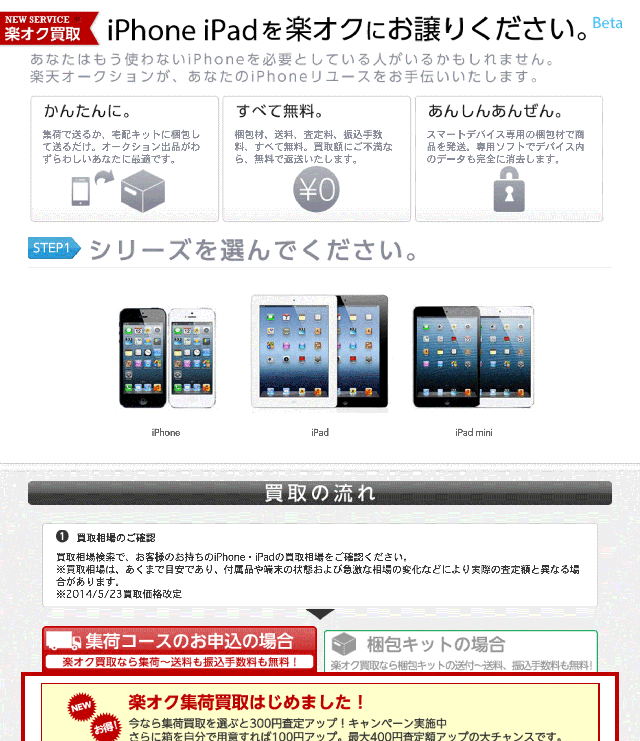 NEW SERVICE
楽オク買取
iPhone iPadを楽オクにお譲りください。
Beta
あなたはもう使わないiPhoneを必要としている人がいるかもしれません。
楽天オークションが、あなたのiPhoneリユースをお手伝いいたします。
かんたんに。
集荷で送るか、宅配キットに梱包し
て送るだけ。オークション出品がわ
ずらわしいあなたに最適です。
すべて無料。
梱包材、送料、査定料、振込手数
料、すべて無料。買取額にご不満な
ら、無料で返送いたします。
¥0
あんしんあんぜん。
スマートデバイス専用の梱包材で商
品を発送。専用ソフトでデバイス内
のデータも完全に消去します。
STEP1
シリーズを選んでください。
iPhone
iPad
iPad mini
買取の流れ
1 買取相場のご確認
買取相場検索で、お客様のお持ちのiPhone・iPadの買取相場をご確認ください。
※買取相場は、あくまで目安であり、付属品や端末の状態および急激な相場の変化などにより実際の査定額と異なる場
合があります。
※2014/5/23買取価格改定
集荷コースのお申込の場合
楽オク買取なら集荷～送料も振込手数料も無料！
梱包キットの場合
楽オク買取なら梱包キットの送付～送料、振込手数料も無料!
NEW
お得!
楽オク集荷買取はじめました！
今なら集荷買取を選ぶと300円査定アップ！キャンペーン実施中
さらに箱を自分で用意すれば100円アップ。最大400円査定額アップの大チャンスです。